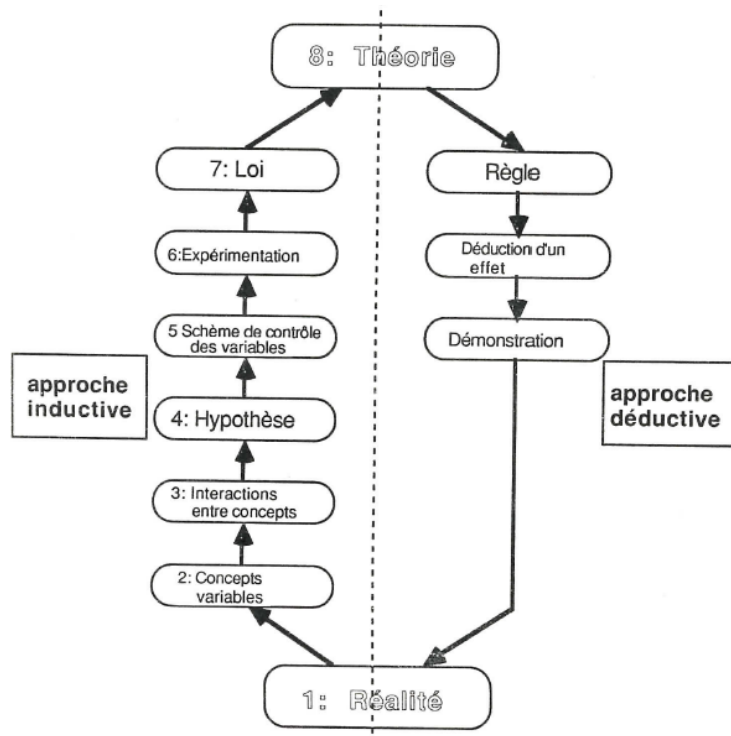 8: Théorie
7: Loi
Règle
6:Expérimentation
Déduction d'un
effet
5 Schème de contrôle
des variables
Démonstration
approche
inductive
approche
déductive
4: Hypothèse
3: Interactions
entre concepts
2: Concepts
variables
1: Réalité